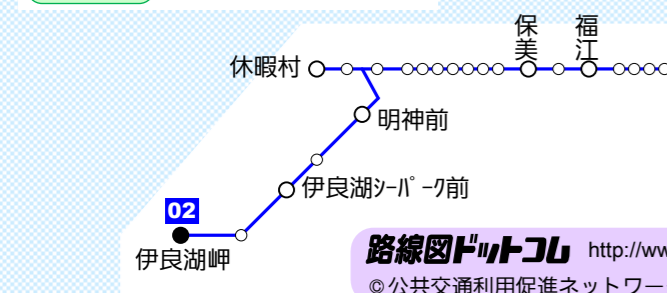 保美
福江
休暇村
明神前
伊良湖ｼｰﾊﾟｰｸ前
02
伊良湖岬
路線図ドットコム http://ww
©公共交通利用促進ネットワー